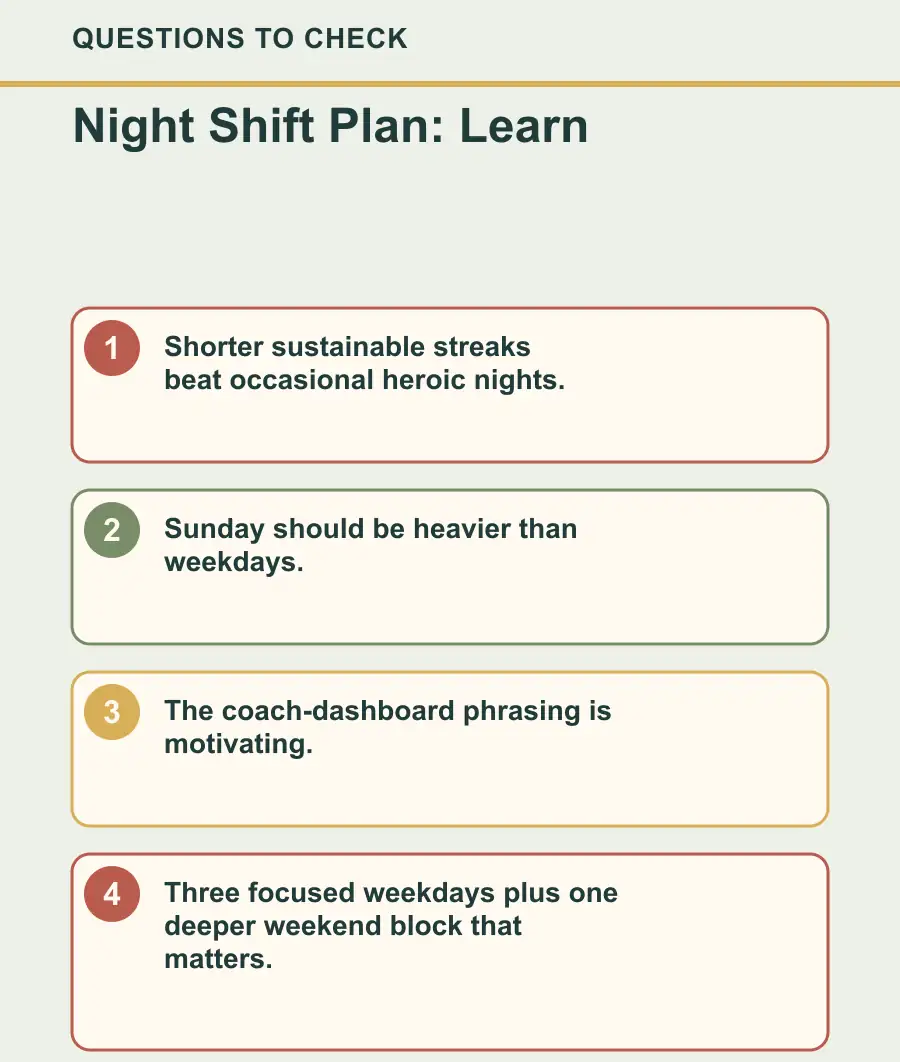 QUESTIONS TO CHECK
Night Shift Plan: Learn
1
Shorter sustainable streaks
beat occasional heroic nights.
2
Sunday should be heavier than
weekdays.
3
The coach-dashboard phrasing is
motivating.
4
Three focused weekdays plus one
deeper weekend block that
matters.